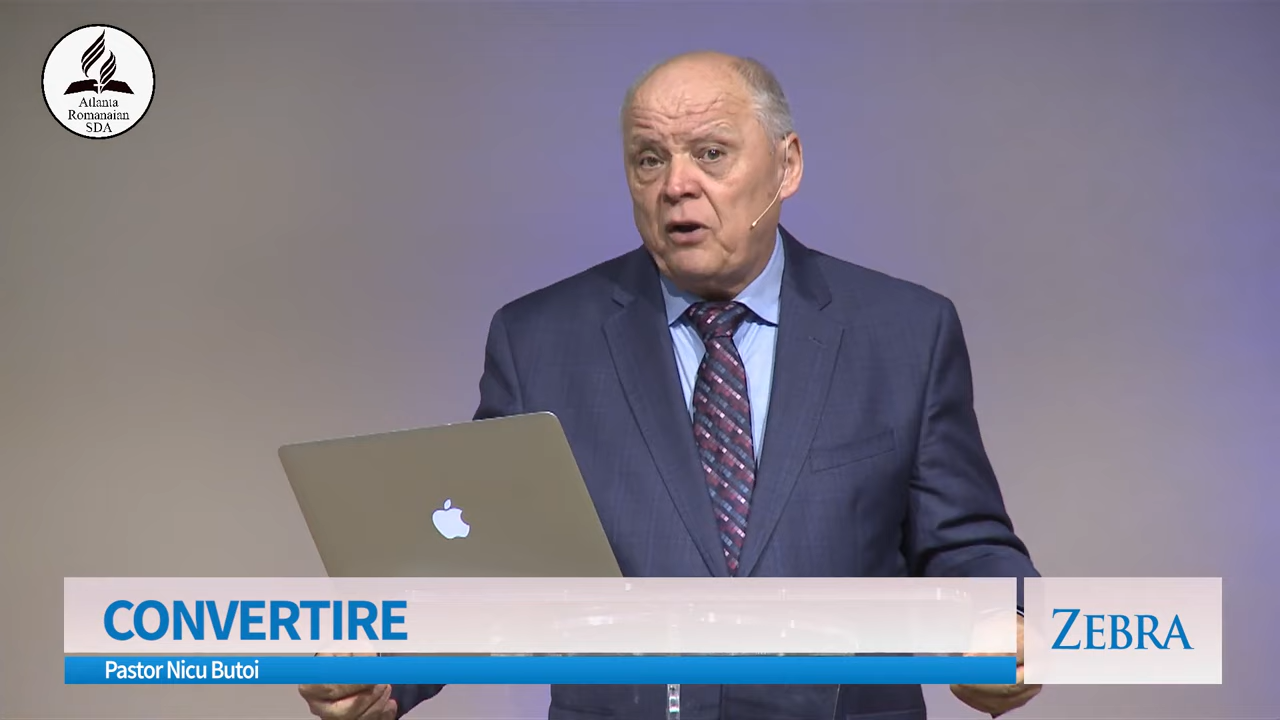 Atlanta
Romanaian
SDA
CONVERTIRE
Pastor Nicu Butoi
ZEBRA